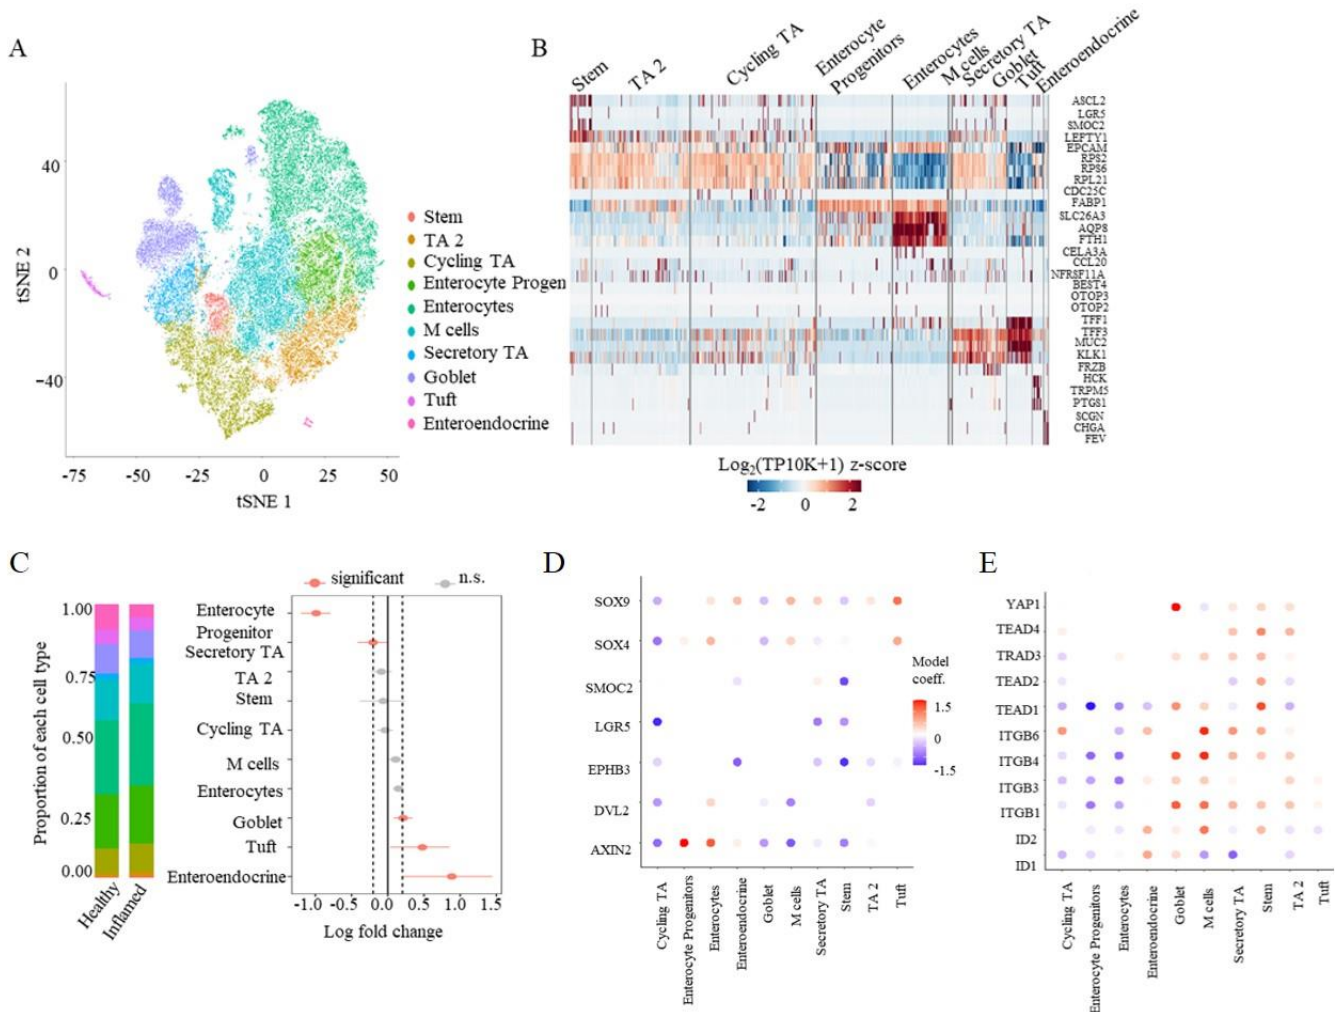 A
40
0
−40
tSNE 2
-75
-50
-25
0
25
50
tSNE 1
Stem
TA 2
Cycling TA
Enterocyte Progen
Enterocytes
M cells
Secretory TA
Goblet
Tuft
Enteroendocrine
B
Stem
TA 2
Cycling TA
Enterocyte
Progenitors
Enterocytes
M cells
Secretory TA
Goblet
Tuft
Enteroendocrine
ASCL2
LGR5
SMOC2
LEFTY1
EPCAM
RPS2
RPS6
RPL21
CDC25C
FABP1
SLC26A3
AQP8
FTH1
CELA3A
CCL20
NFRSF11A
BEST4
OTOP3
OTOP2
TFF1
TFF3
MUC2
KLK1
FRZB
HCK
TRPM5
PTGS1
SCGN
CHGA
FEV
Log2(TP10K+1) z-score
-2
0
2
C
Proportion of each cell type
1.00
0.75
0.50
0.25
0.00
Healthy
Inflamed
significant
n.s.
Enterocyte
Progenitor
Secretory TA
TA 2
Stem
Cycling TA
M cells
Enterocytes
Goblet
Tuft
Enteroendocrine
-1.0
-0.5
0.0
0.5
1.0
1.5
Log fold change
D
SOX9
SOX4
SMOC2
LGR5
EPHB3
DVL2
AXIN2
Cycling TA
Enterocyte Progenitors
Enterocytes
Enteroendocrine
Goblet
M cells
Secretory TA
Stem
TA 2
Tuft
Model
coeff.
1.5
0
-1.5
E
YAP1
TEAD4
TRAD3
TEAD2
TEAD1
ITGB6
ITGB4
ITGB3
ITGB1
ID2
ID1
Cycling TA
Enterocyte Progenitors
Enterocytes
Enteroendocrine
Goblet
M cells
Secretory TA
Stem
TA 2
Tuft